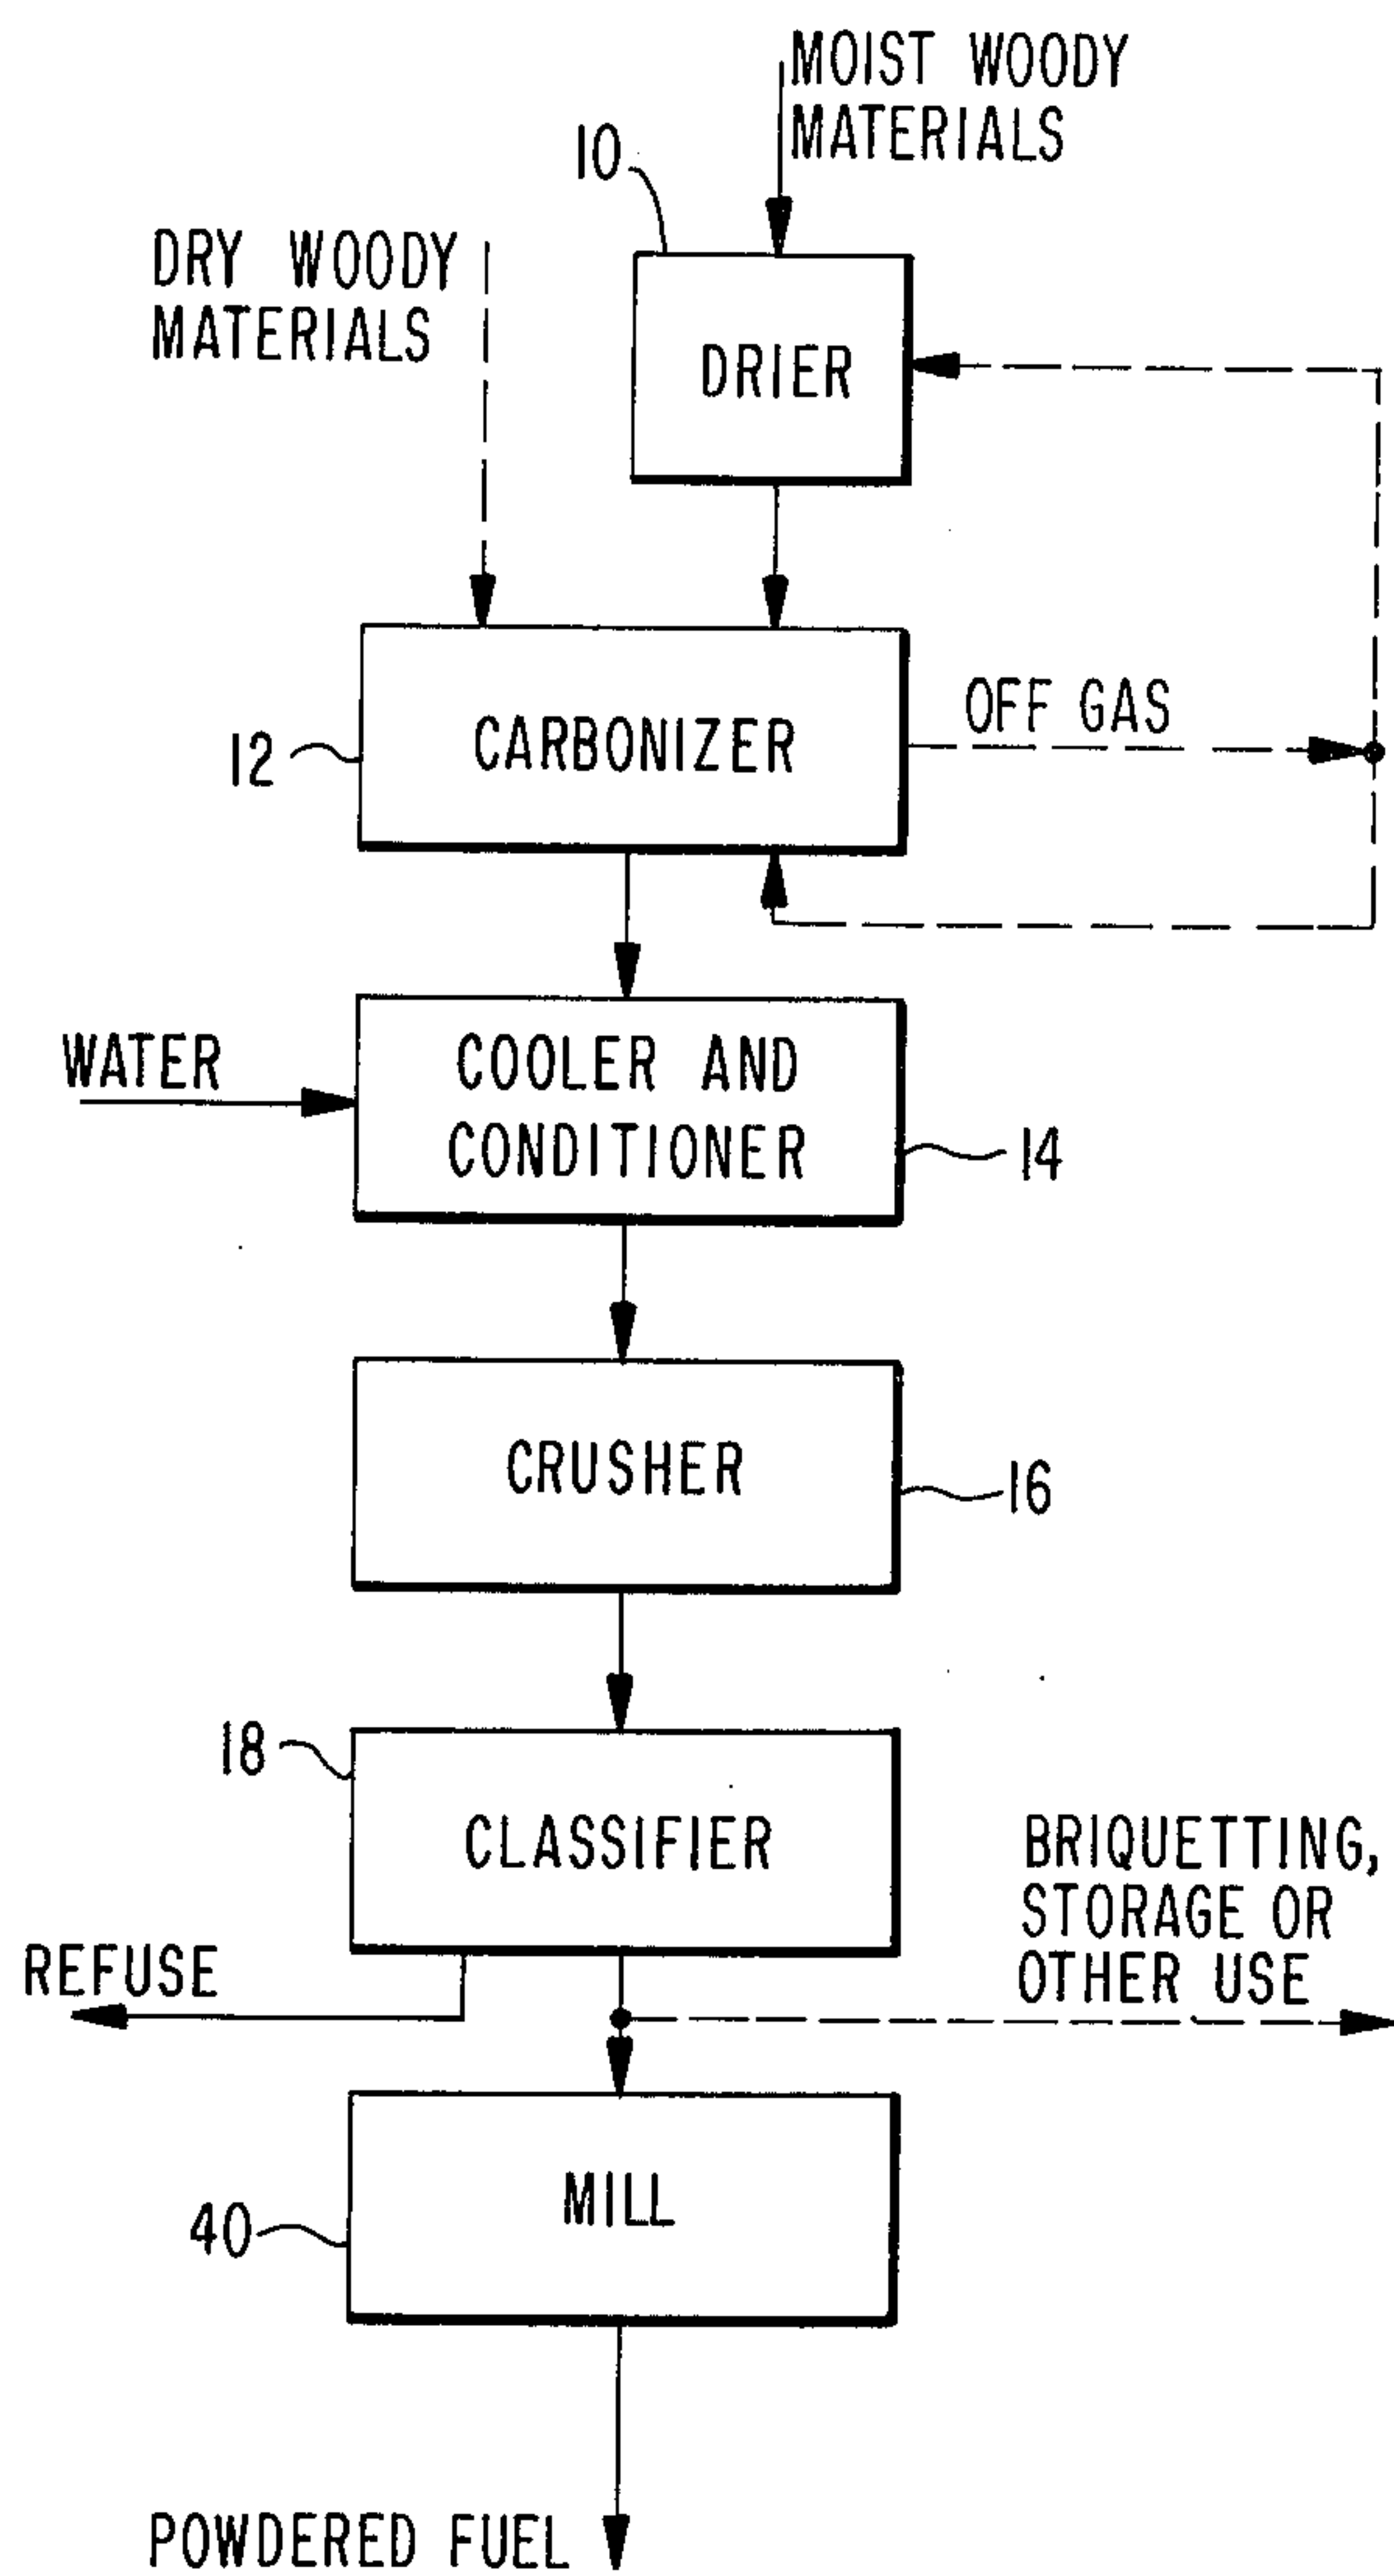 MOIST WOODY
MATERIALS
10
DRY WOODY
MATERIALS
DRIER
OFF GAS
CARBONIZER
12
WATER
COOLER AND
CONDITIONER
14
CRUSHER
16
18
CLASSIFIER
BRIQUETTING,
STORAGE OR
OTHER USE
REFUSE
MILL
40
POWDERED FUEL